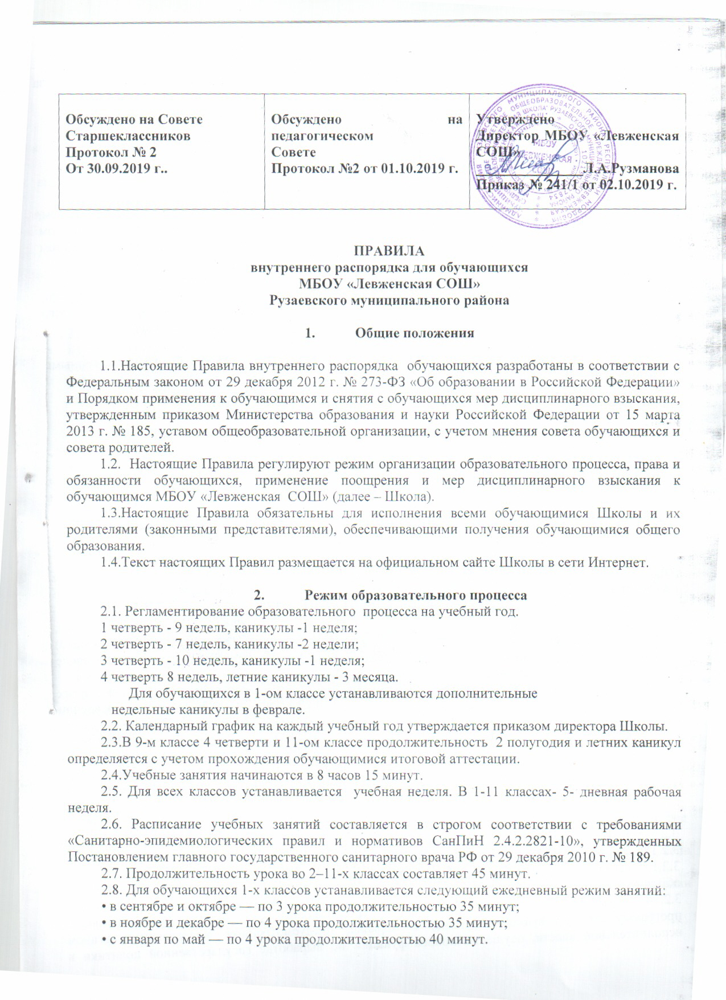 Обсуждено на Совете
Старшеклассников
Протокол № 2
От 30.09.2019 г..
Обсуждено на
педагогическом
Совете
Протокол №2 от 01.10.2019 г.
Утверждено
Директор МБОУ «Левженская
СОШ»
Л.А.Рузманова
Приказ № 241/1 от 02.10.2019 г.
ПРАВИЛА
внутреннего распорядка для обучающихся
МБОУ «Левженская СОШ»
Рузаевского муниципального района
1. Общие положения
1.1.Настоящие Правила внутреннего распорядка обучающихся разработаны в соответствии с
Федеральным законом от 29 декабря 2012 г. № 273-ФЗ «Об образовании в Российской Федерации»
и Порядком применения к обучающимся и снятия с обучающихся мер дисциплинарного взыскания,
утвержденным приказом Министерства образования и науки Российской Федерации от 15 марта
2013 г. № 185, уставом общеобразовательной организации, с учетом мнения совета обучающихся и
совета родителей.
1.2. Настоящие Правила регулируют режим организации образовательного процесса, права и
обязанности обучающихся, применение поощрения и мер дисциплинарного взыскания к
обучающимся МБОУ «Левженская СОШ» (далее – Школа).
1.3.Настоящие Правила обязательны для исполнения всеми обучающимися Школы и их
родителями (законными представителями), обеспечивающими получения обучающимися общего
образования.
1.4.Текст настоящих Правил размещается на официальном сайте Школы в сети Интернет.
2. Режим образовательного процесса
2.1. Регламентирование образовательного процесса на учебный год.
1 четверть - 9 недель, каникулы -1 неделя;
2 четверть - 7 недель, каникулы -2 недели;
3 четверть - 10 недель, каникулы -1 неделя;
4 четверть 8 недель, летние каникулы - 3 месяца.
Для обучающихся в 1-ом классе устанавливаются дополнительные
недельные каникулы в феврале.
2.2. Календарный график на каждый учебный год утверждается приказом директора Школы.
2.3.В 9-м классе 4 четверти и 11-ом классе продолжительность 2 полугодия и летних каникул
определяется с учетом прохождения обучающимися итоговой аттестации.
2.4.Учебные занятия начинаются в 8 часов 15 минут.
2.5. Для всех классов устанавливается учебная неделя. В 1-11 классах- 5- дневная рабочая
неделя.
2.6. Расписание учебных занятий составляется в строгом соответствии с требованиями
«Санитарно-эпидемиологических правил и нормативов СанПиН 2.4.2.2821-10», утвержденных
Постановлением главного государственного санитарного врача РФ от 29 декабря 2010 г. № 189.
2.7. Продолжительность урока во 2–11-х классах составляет 45 минут.
2.8. Для обучающихся 1-х классов устанавливается следующий ежедневный режим занятий:
• в сентябре и октябре — по 3 урока продолжительностью 35 минут;
• в ноябре и декабре — по 4 урока продолжительностью 35 минут;
• с января по май — по 4 урока продолжительностью 40 минут.